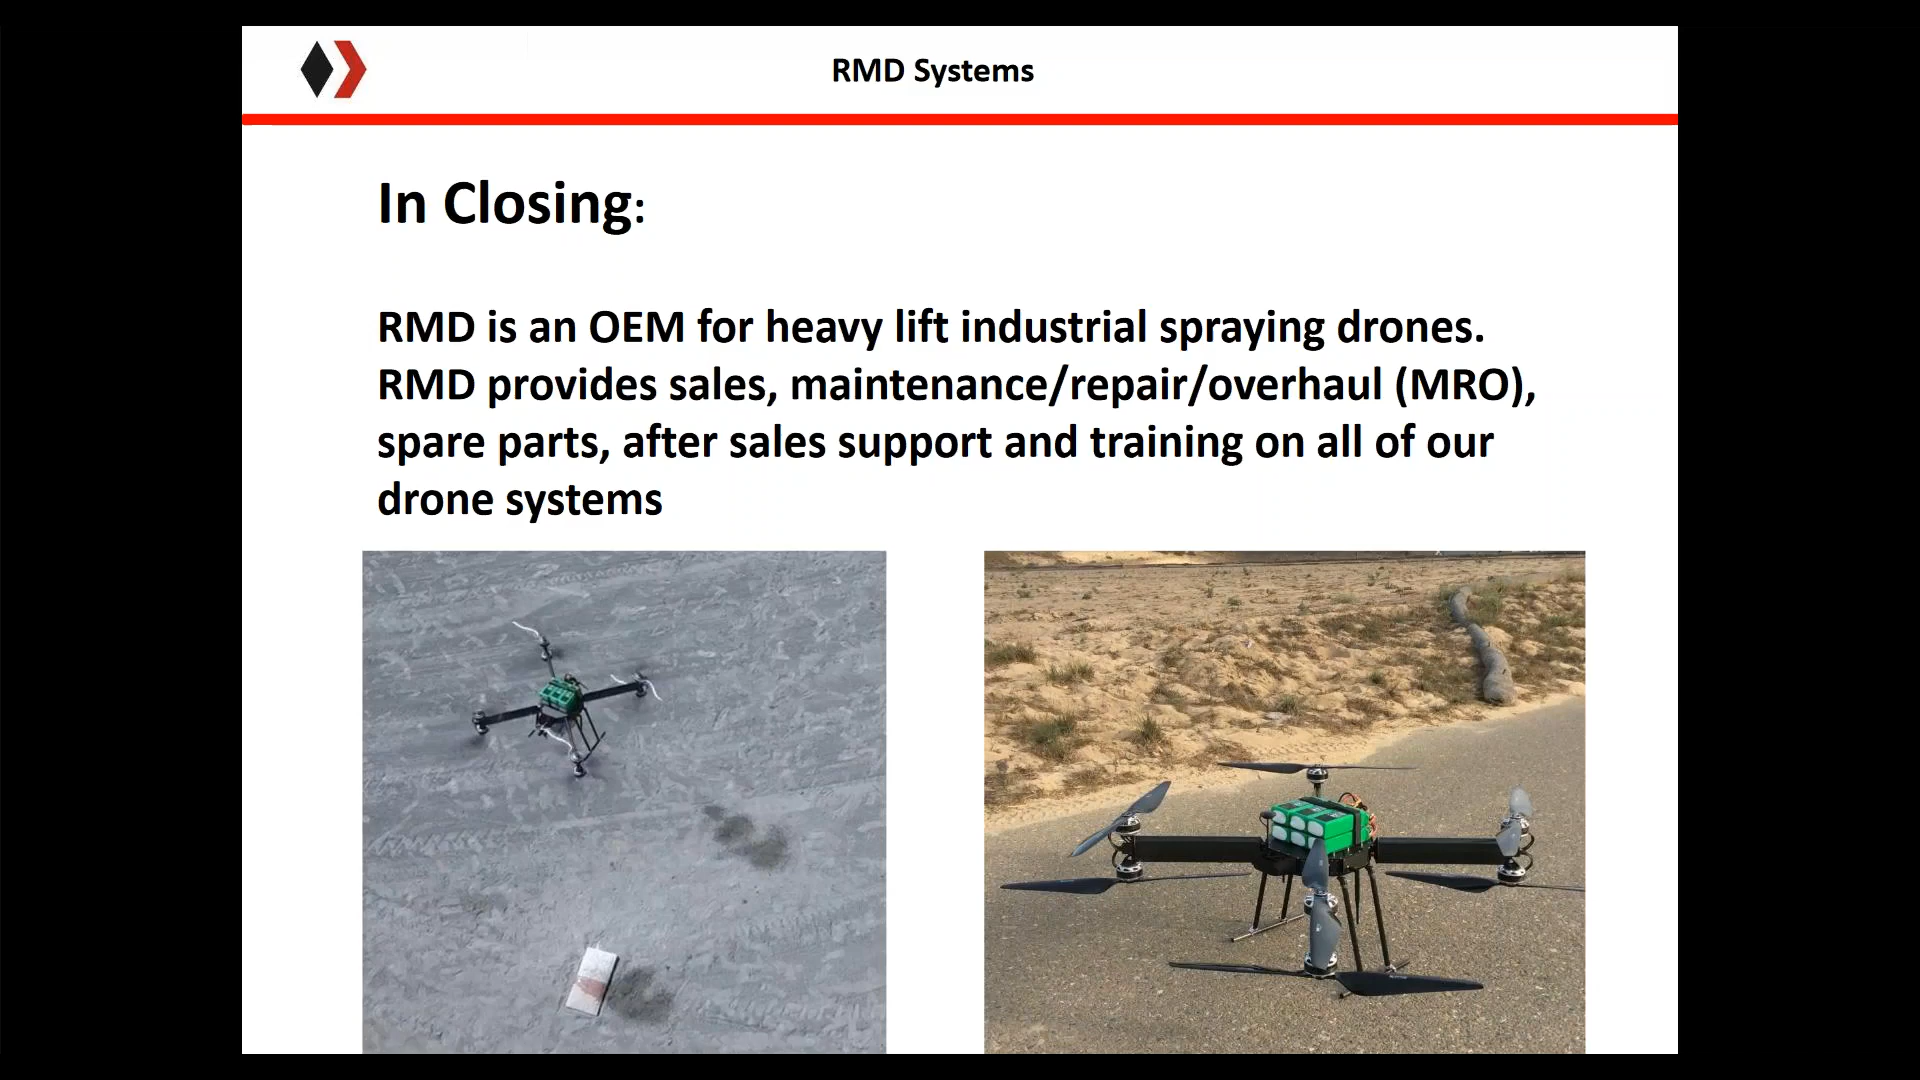 RMD Systems
In Closing:
RMD is an OEM for heavy lift industrial spraying drones.
RMD provides sales, maintenance/repair/overhaul (MRO),
spare parts, after sales support and training on all of our
drone systems